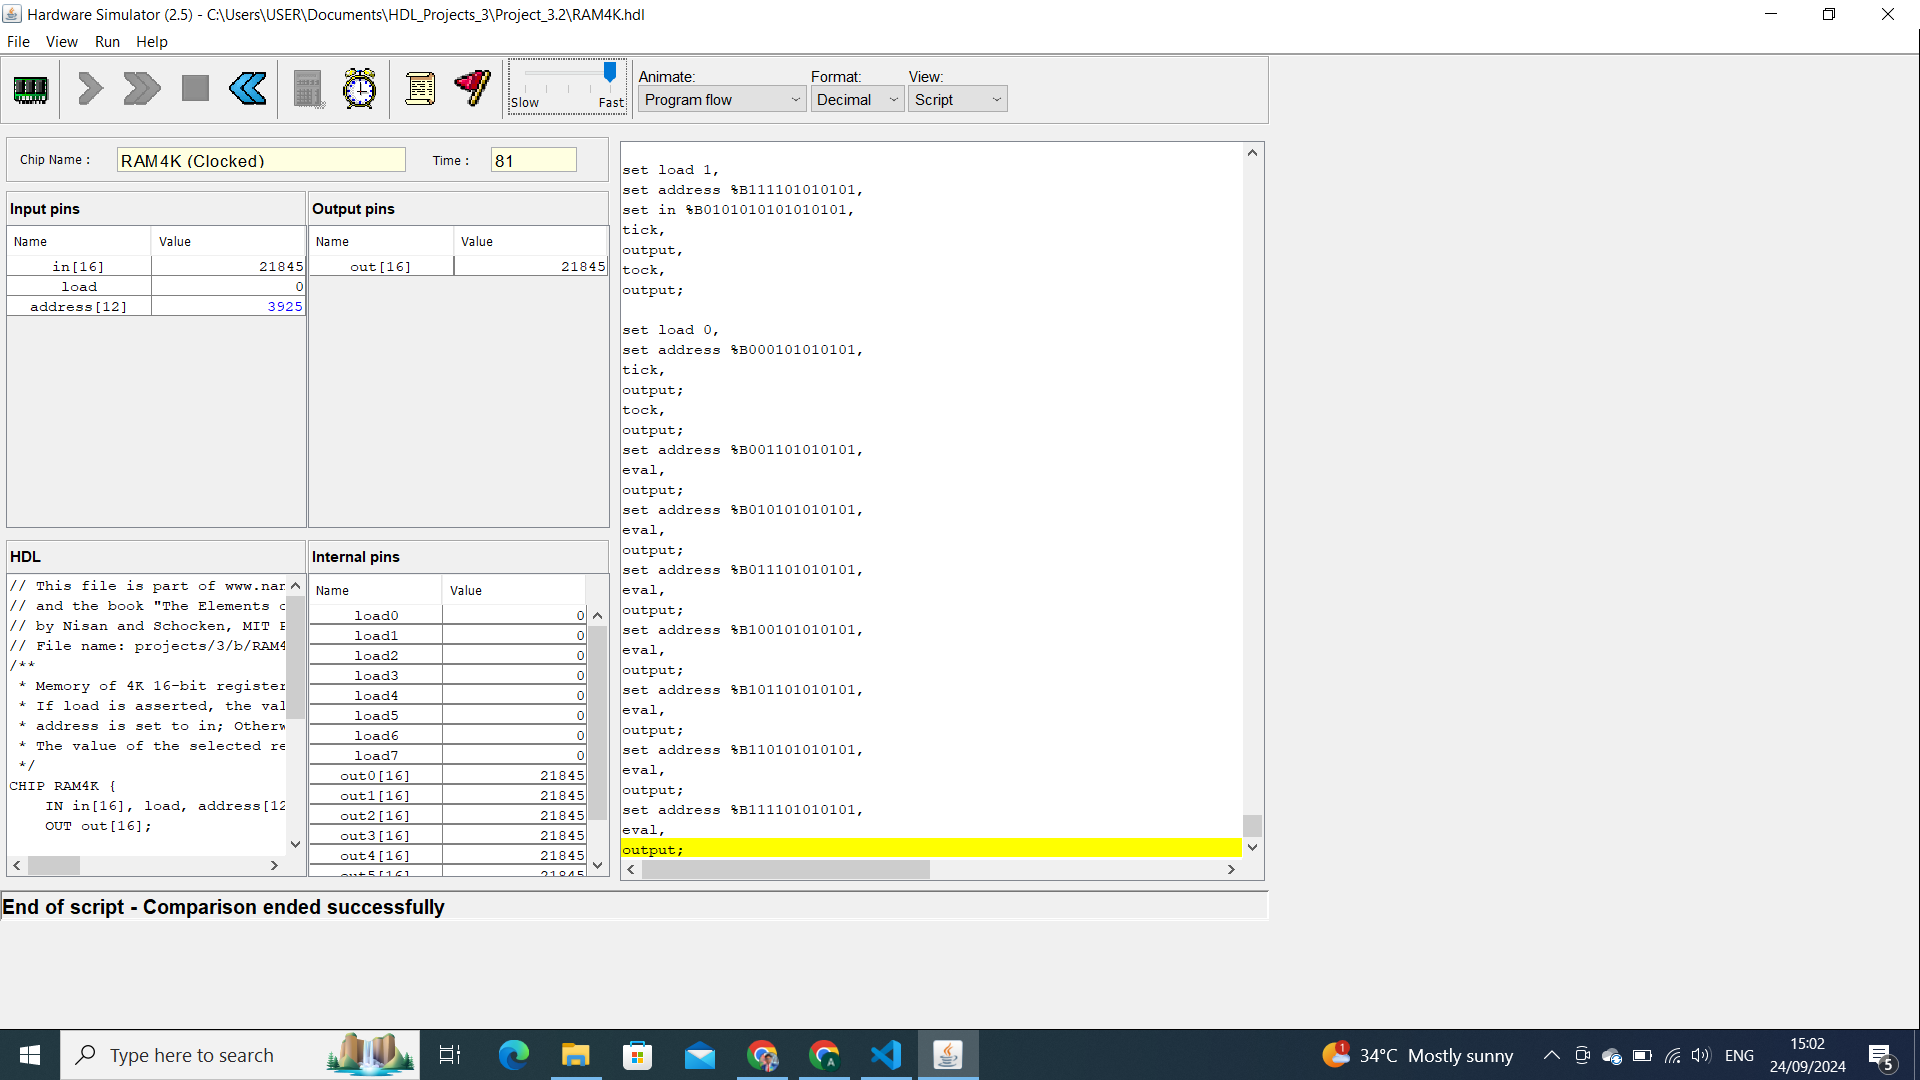 Hardware Simulator (2.5) - C:\Users\USER\Documents\HDL_Projects_3\Project_3.2\RAM4K.hdl
File View Run Help
Slow Fast
Animate: Format: View:
Program flow Decimal Script
Chip Name : RAM4K (Clocked) Time : 81
Input pins
Name Value
in[16] 21845
load 0
address[12] 3925
Output pins
Name Value
out[16] 21845
HDL
// This file is part of www.nan
// and the book "The Elements o
// by Nisan and Schocken, MIT P
// File name: projects/3/b/RAM4
/**
* Memory of 4K 16-bit register
* If load is asserted, the val
* address is set to in; Otherw
* The value of the selected re
*/
CHIP RAM4K {
IN in[16], load, address[12
OUT out[16];
Internal pins
Name Value
load0 0
load1 0
load2 0
load3 0
load4 0
load5 0
load6 0
load7 0
out0[16] 21845
out1[16] 21845
out2[16] 21845
out3[16] 21845
out4[16] 21845
out5[16] 21845
set load 1,
set address %B111101010101,
set in %B0101010101010101,
tick,
output,
tock,
output;
set load 0,
set address %B000101010101,
tick,
output;
tock,
output;
set address %B001101010101,
eval,
output;
set address %B010101010101,
eval,
output;
set address %B011101010101,
eval,
output;
set address %B100101010101,
eval,
output;
set address %B101101010101,
eval,
output;
set address %B110101010101,
eval,
output;
set address %B111101010101,
eval,
output;
End of script - Comparison ended successfully
Type here to search
A
1
34°C Mostly sunny
ENG
15:02
24/09/2024
5